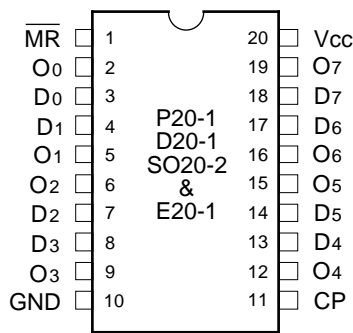 M̅R̅ 1 20 Vcc
O0 2 19 O7
D0 3 18 D7
D1 4 17 D6
O1 5 16 O6
O2 6 15 O5
D2 7 14 D5
D3 8 13 D4
O3 9 12 O4
GND 10 11 CP
P20-1
D20-1
SO20-2
&
E20-1